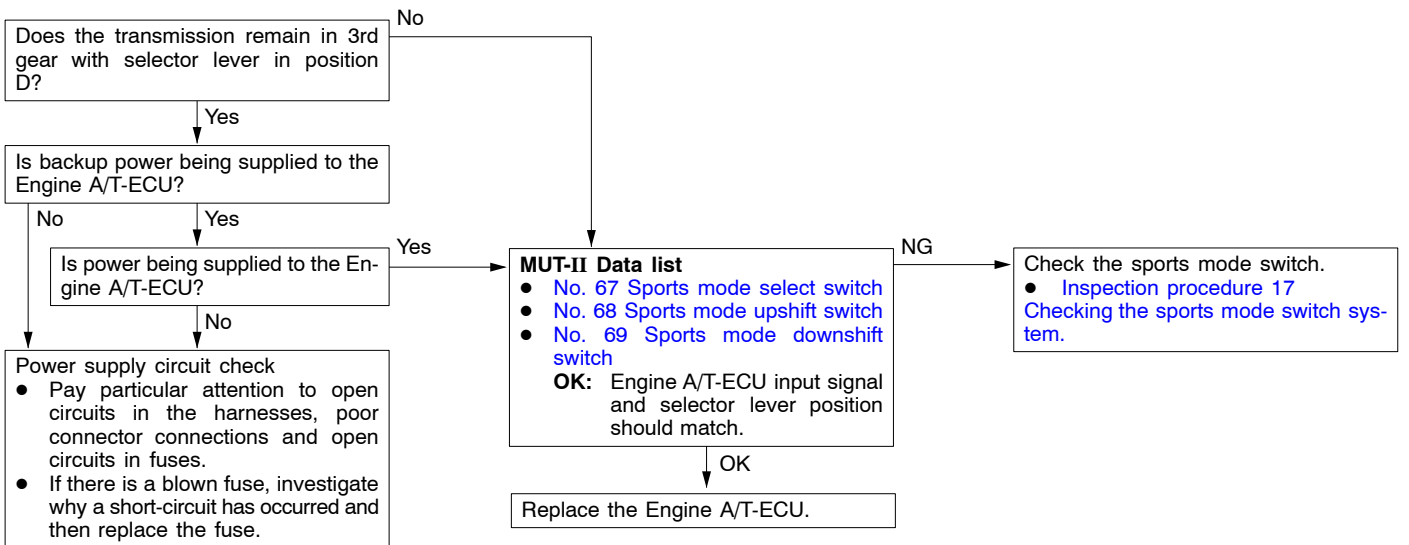 Does the transmission remain in 3rd
gear with selector lever in position
D?
No
Yes
Is backup power being supplied to the
Engine A/T-ECU?
No
Yes
Is power being supplied to the En-
gine A/T-ECU?
Yes
No
Power supply circuit check
● Pay particular attention to open
circuits in the harnesses, poor
connector connections and open
circuits in fuses.
● If there is a blown fuse, investigate
why a short-circuit has occurred and
then replace the fuse.
MUT-II Data list
● No. 67 Sports mode select switch
● No. 68 Sports mode upshift switch
● No. 69 Sports mode downshift
switch
OK: Engine A/T-ECU input signal
and selector lever position
should match.
NG
OK
Replace the Engine A/T-ECU.
Check the sports mode switch.
● Inspection procedure 17
Checking the sports mode switch sys-
tem.